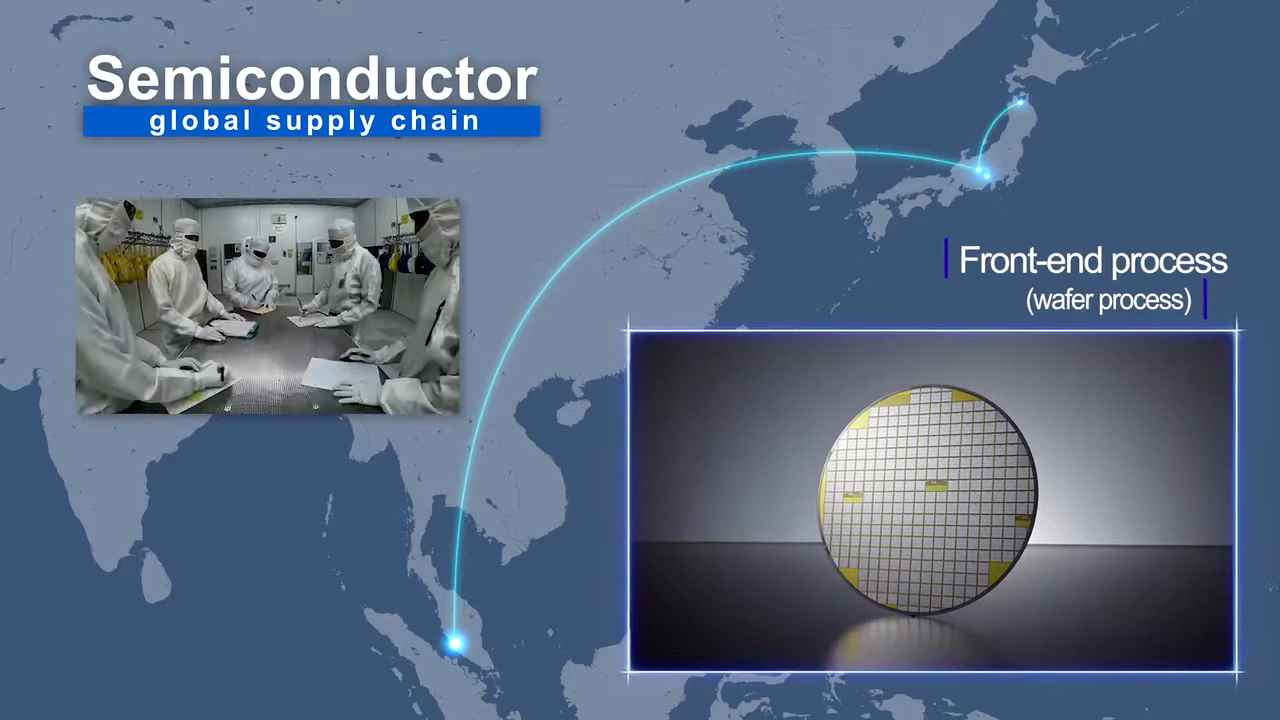 Semiconductor
global supply chain
Front-end process
(wafer process)